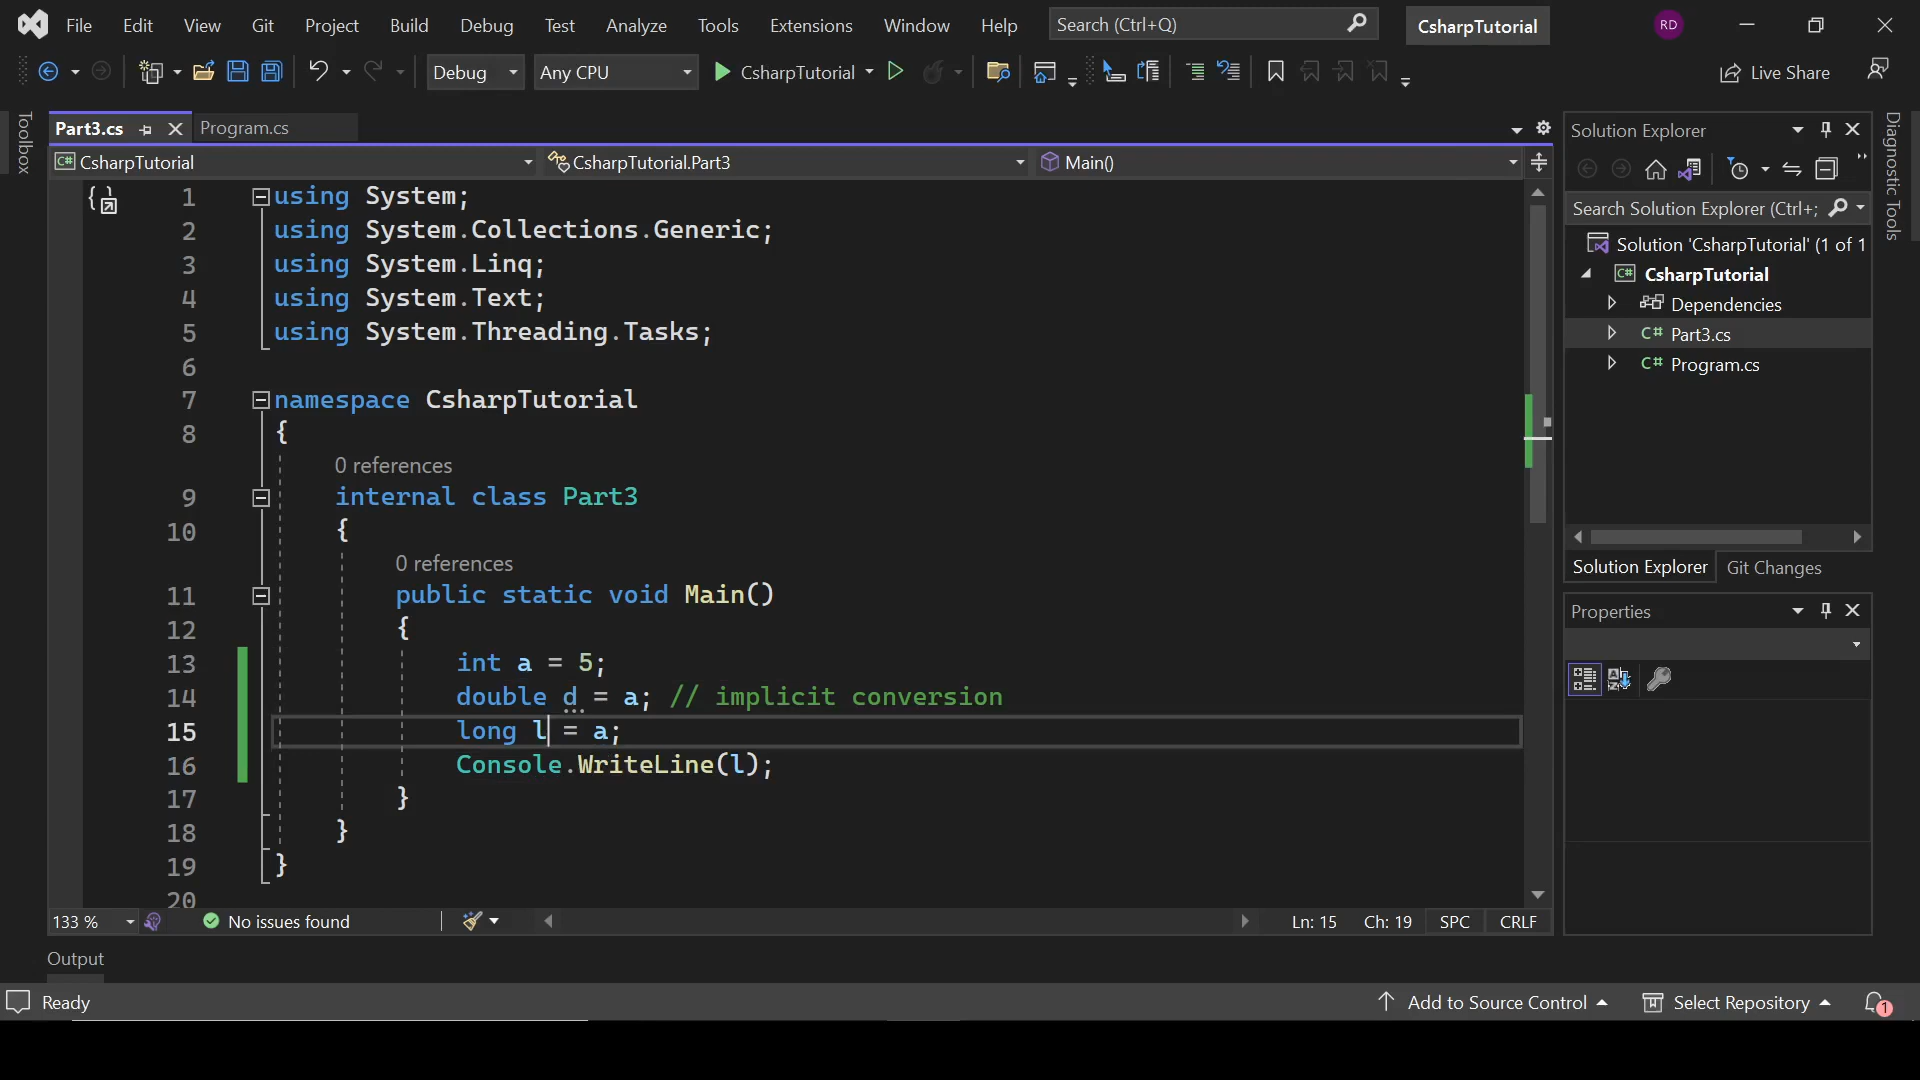 File Edit View Git Project Build Debug Test Analyze Tools Extensions Window Help Search (Ctrl+Q) CsharpTutorial RD
Debug Any CPU CsharpTutorial Live Share
Toolbox
Part3.cs Program.cs
CsharpTutorial CsharpTutorial.Part3 Main()
1 using System;
2 using System.Collections.Generic;
3 using System.Linq;
4 using System.Text;
5 using System.Threading.Tasks;
6
7 namespace CsharpTutorial
8 {
0 references
9 internal class Part3
10 {
0 references
11 public static void Main()
12 {
13 int a = 5;
14 double d = a; // implicit conversion
15 long l = a;
16 Console.WriteLine(l);
17 }
18 }
19 }
20
133 % No issues found Ln: 15 Ch: 19 SPC CRLF
Solution Explorer
Search Solution Explorer (Ctrl+;
Solution 'CsharpTutorial' (1 of 1
C# CsharpTutorial
Dependencies
C# Part3.cs
C# Program.cs
Solution Explorer Git Changes
Properties
Diagnostic Tools
Output
Ready Add to Source Control Select Repository 1